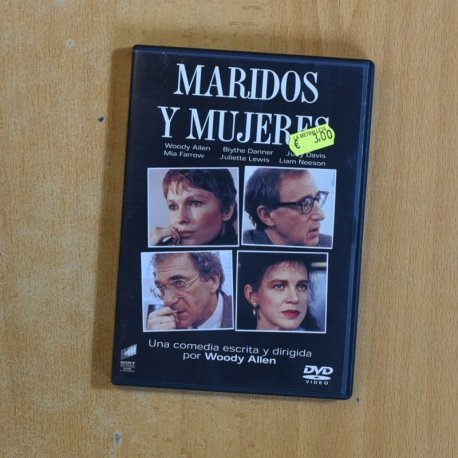 MARIDOS
Y MUJERES
€ 3.00
Woody Allen Blythe Danner Judy Davis
Mia Farrow Juliette Lewis Liam Neeson
Una comedia escrita y dirigida
por Woody Allen
SONY
DVD
VIDEO